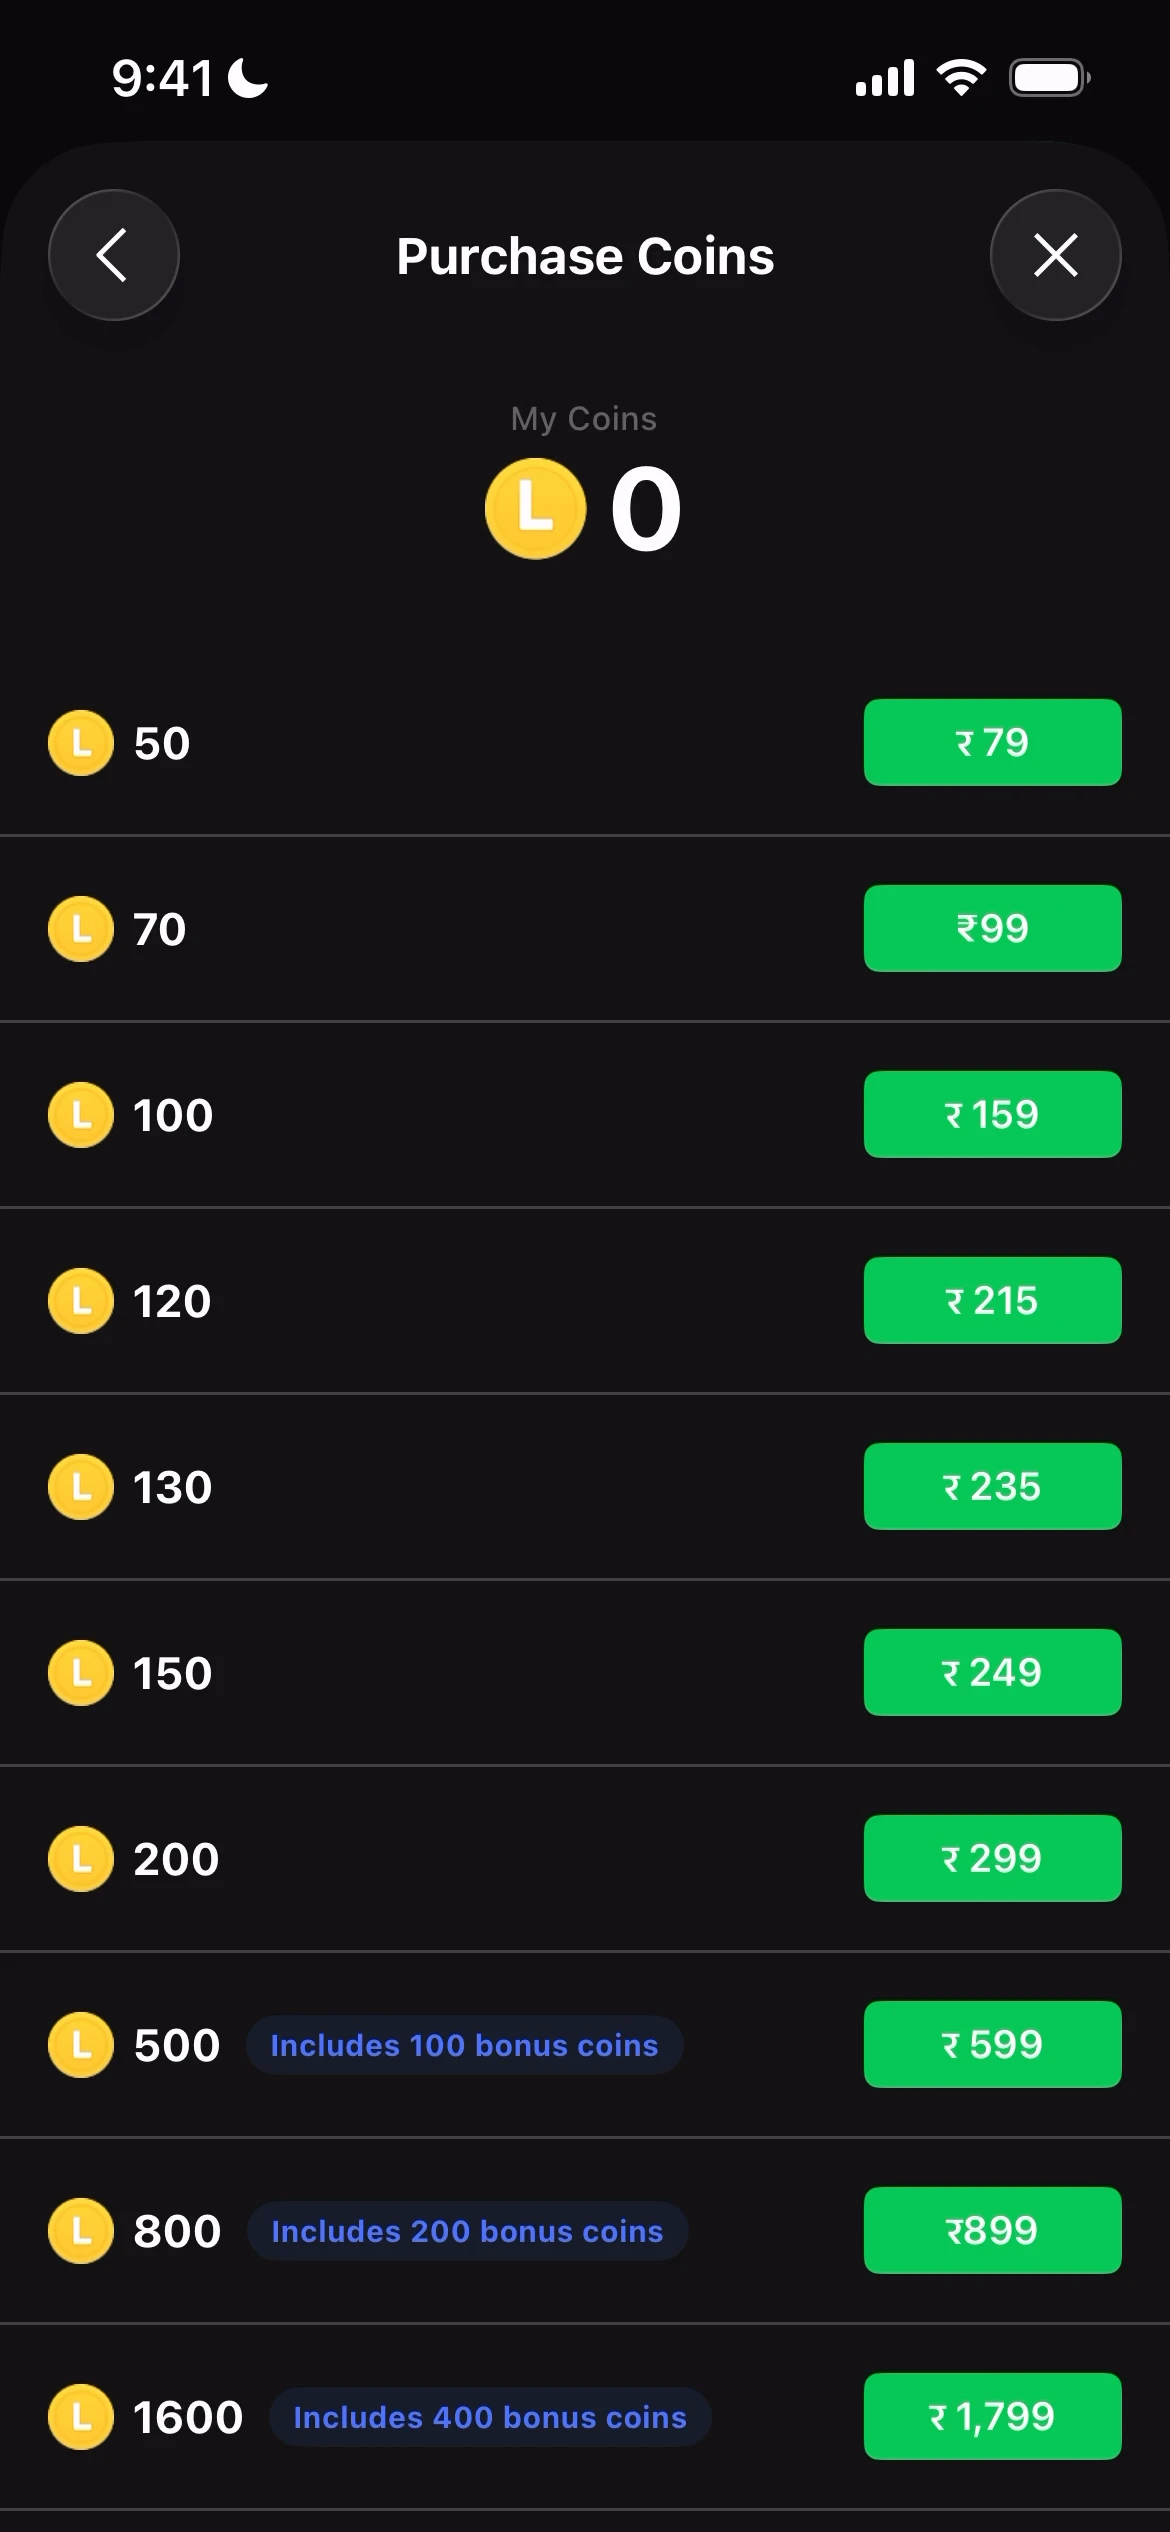 9:41
Purchase Coins
My Coins
L 0
L 50 ₹ 79
L 70 ₹99
L 100 ₹ 159
L 120 ₹ 215
L 130 ₹ 235
L 150 ₹ 249
L 200 ₹ 299
L 500 Includes 100 bonus coins ₹ 599
L 800 Includes 200 bonus coins ₹899
L 1600 Includes 400 bonus coins ₹ 1,799